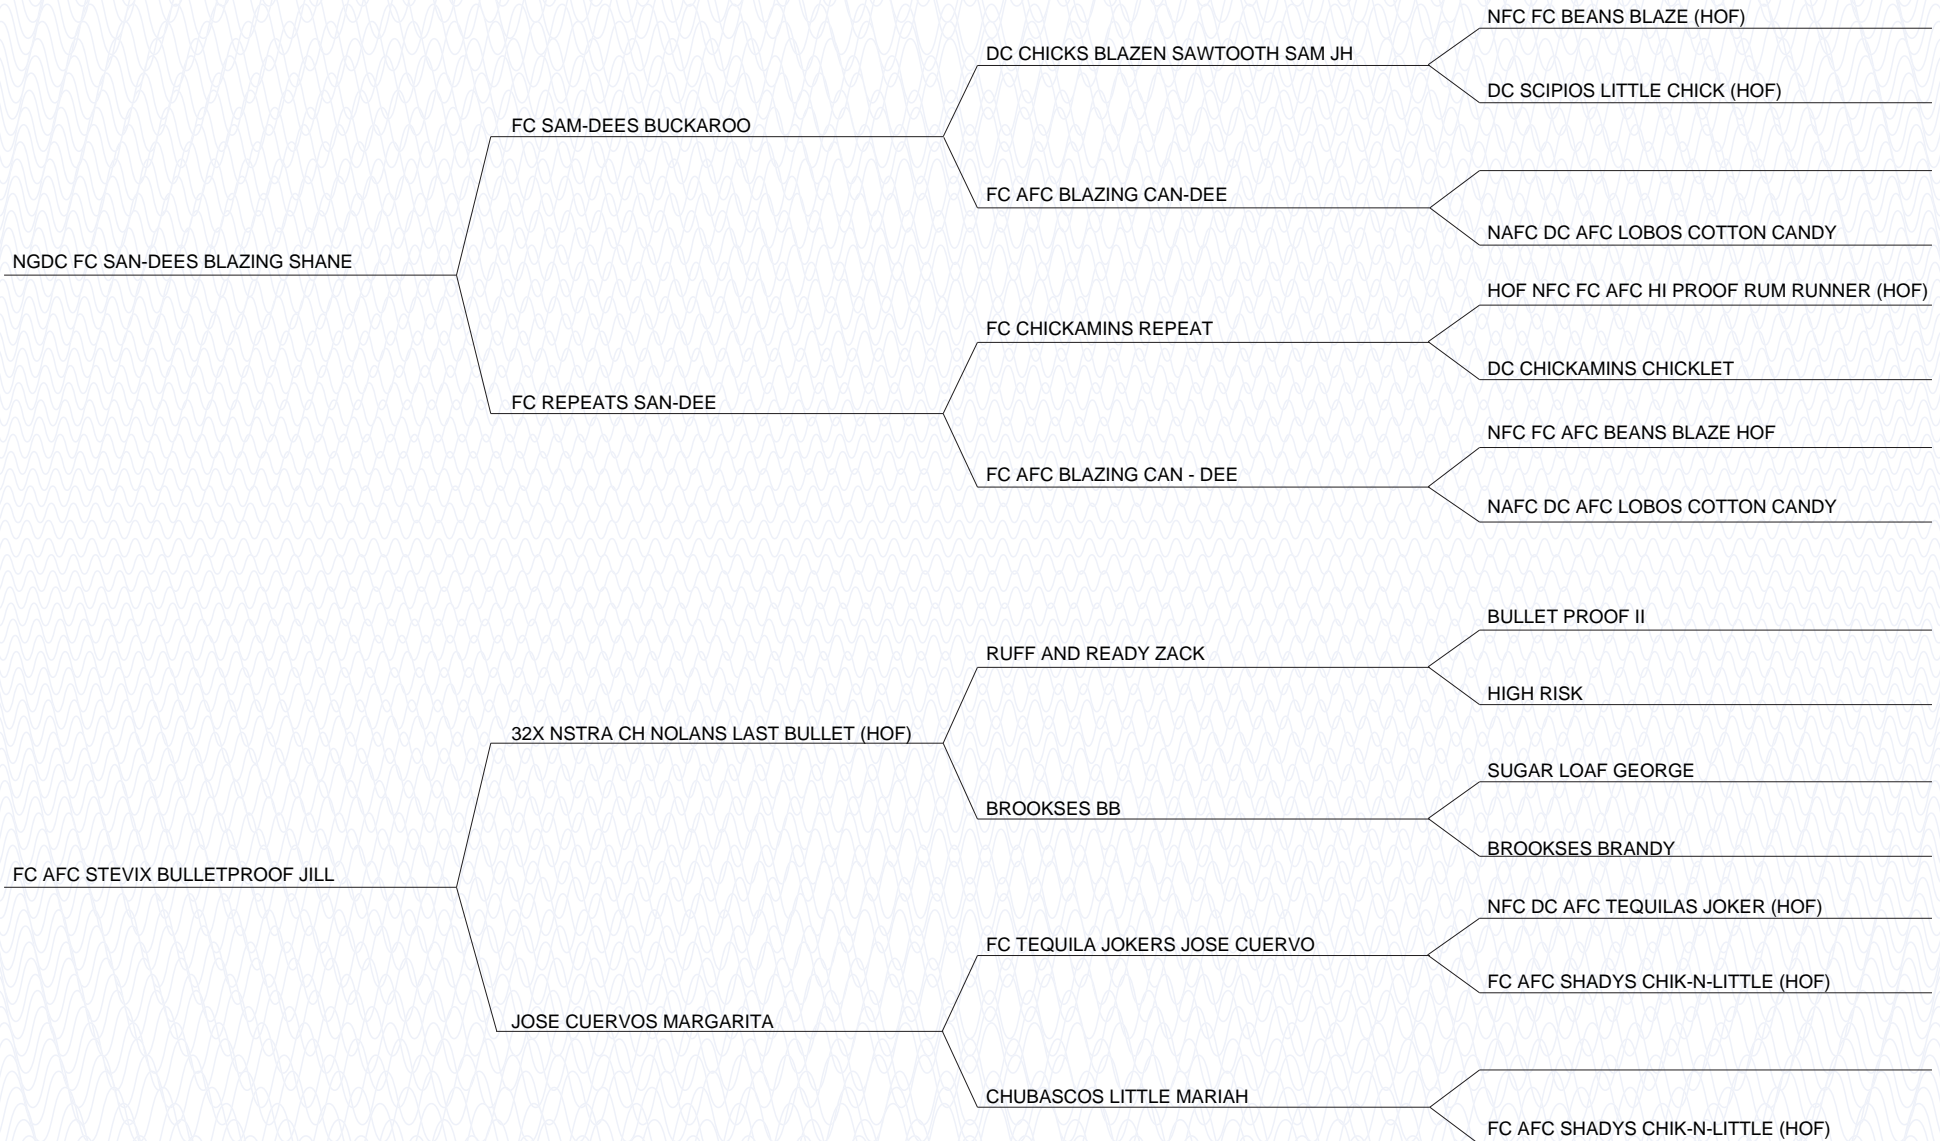 NFC FC BEANS BLAZE (HOF)
DC CHICKS BLAZEN SAWTOOTH SAM JH
DC SCIPIOS LITTLE CHICK (HOF)
FC SAM-DEES BUCKAROO
FC AFC BLAZING CAN-DEE
NAFC DC AFC LOBOS COTTON CANDY
NGDC FC SAN-DEES BLAZING SHANE
HOF NFC FC AFC HI PROOF RUM RUNNER (HOF)
FC CHICKAMINS REPEAT
DC CHICKAMINS CHICKLET
FC REPEATS SAN-DEE
NFC FC AFC BEANS BLAZE HOF
FC AFC BLAZING CAN - DEE
NAFC DC AFC LOBOS COTTON CANDY
BULLET PROOF II
RUFF AND READY ZACK
HIGH RISK
32X NSTRA CH NOLANS LAST BULLET (HOF)
SUGAR LOAF GEORGE
BROOKSES BB
BROOKSES BRANDY
FC AFC STEVIX BULLETPROOF JILL
NFC DC AFC TEQUILAS JOKER (HOF)
FC TEQUILA JOKERS JOSE CUERVO
FC AFC SHADYS CHIK-N-LITTLE (HOF)
JOSE CUERVOS MARGARITA
CHUBASCOS LITTLE MARIAH
FC AFC SHADYS CHIK-N-LITTLE (HOF)